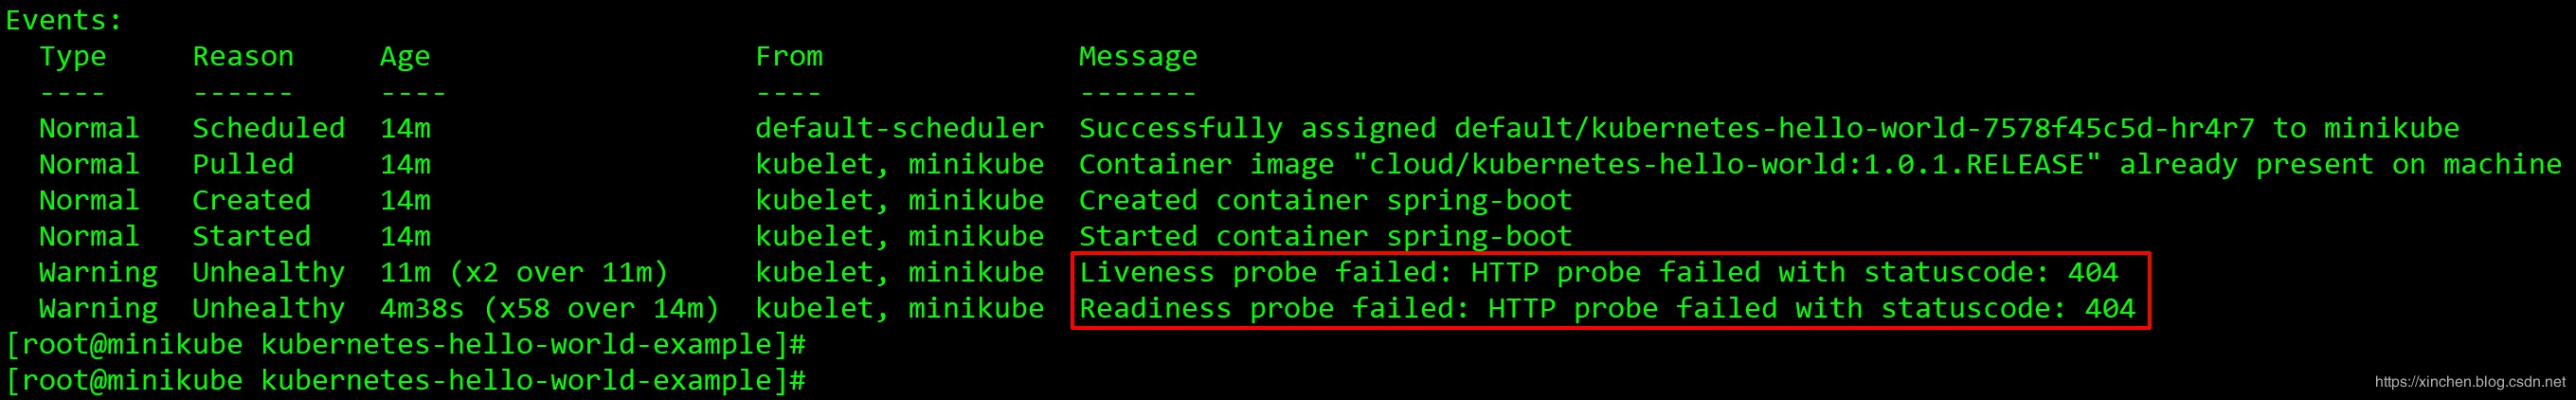 Events:
  Type     Reason     Age                   From               Message
  ----     ------     ----                  ----               -------
  Normal   Scheduled  14m                   default-scheduler  Successfully assigned default/kubernetes-hello-world-7578f45c5d-hr4r7 to minikube
  Normal   Pulled     14m                   kubelet, minikube  Container image "cloud/kubernetes-hello-world:1.0.1.RELEASE" already present on machine
  Normal   Created    14m                   kubelet, minikube  Created container spring-boot
  Normal   Started    14m                   kubelet, minikube  Started container spring-boot
  Warning  Unhealthy  11m (x2 over 11m)     kubelet, minikube  Liveness probe failed: HTTP probe failed with statuscode: 404
  Warning  Unhealthy  4m38s (x58 over 14m)  kubelet, minikube  Readiness probe failed: HTTP probe failed with statuscode: 404
[root@minikube kubernetes-hello-world-example]#
[root@minikube kubernetes-hello-world-example]#
https://xinchen.blog.csdn.net